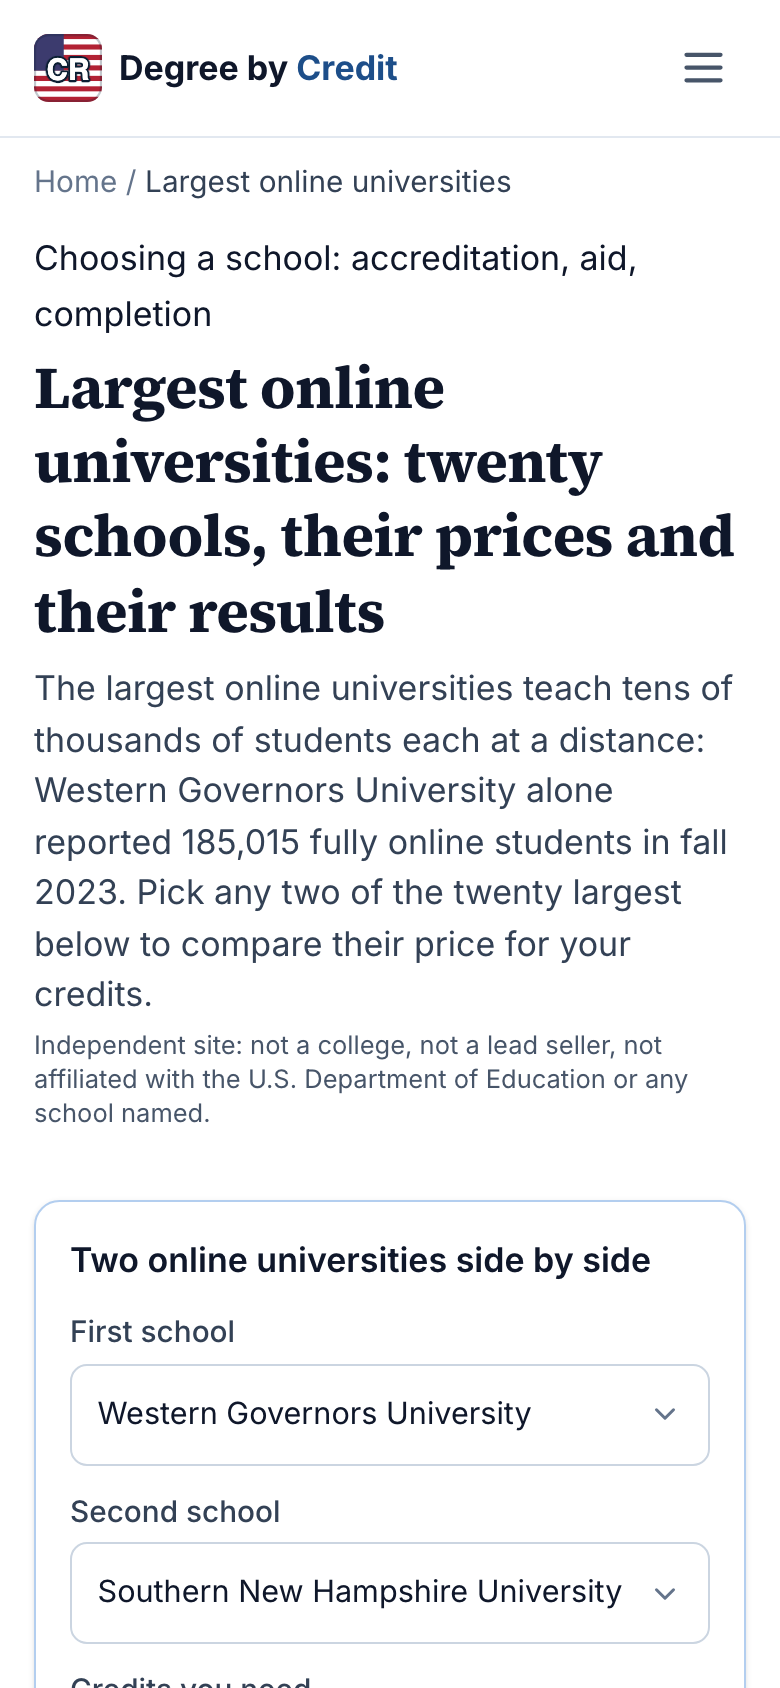 CR
Degree by Credit
Home / Largest online universities
Choosing a school: accreditation, aid,
completion
Largest online
universities: twenty
schools, their prices and
their results
The largest online universities teach tens of
thousands of students each at a distance:
Western Governors University alone
reported 185,015 fully online students in fall
2023. Pick any two of the twenty largest
below to compare their price for your
credits.
Independent site: not a college, not a lead seller, not
affiliated with the U.S. Department of Education or any
school named.
Two online universities side by side
First school
Western Governors University
Second school
Southern New Hampshire University
Credits you need